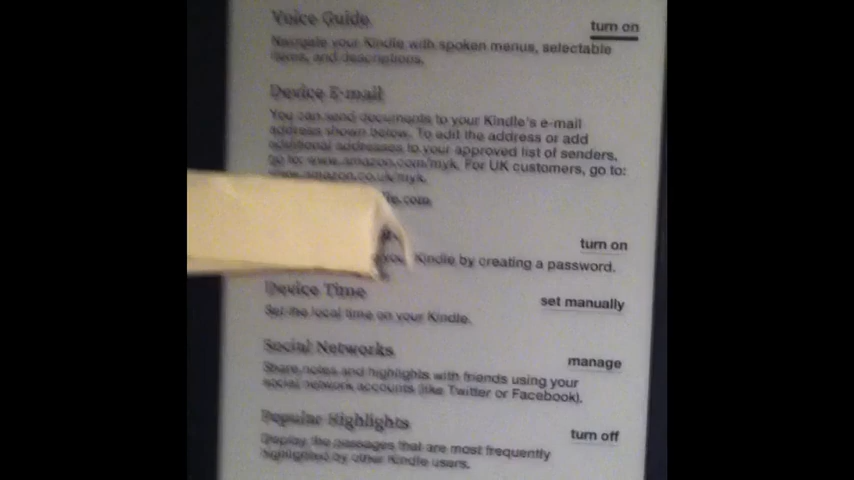 Voice Guide
turn on
Navigate your Kindle with spoken menus, selectable
items, and descriptions.
Device E-mail
You can send documents to your Kindle's e-mail
address shown below. To edit the address or add
additional addresses to your approved list of senders,
go to: www.amazon.com/myk. For UK customers, go to:
www.amazon.co.uk/myk.
le.com
turn on
your Kindle by creating a password.
Device Time
set manually
Set the local time on your Kindle.
Social Networks
manage
Share notes and highlights with friends using your
social network accounts (like Twitter or Facebook).
Popular Highlights
turn off
Display the passages that are most frequently
highlighted by other Kindle users.